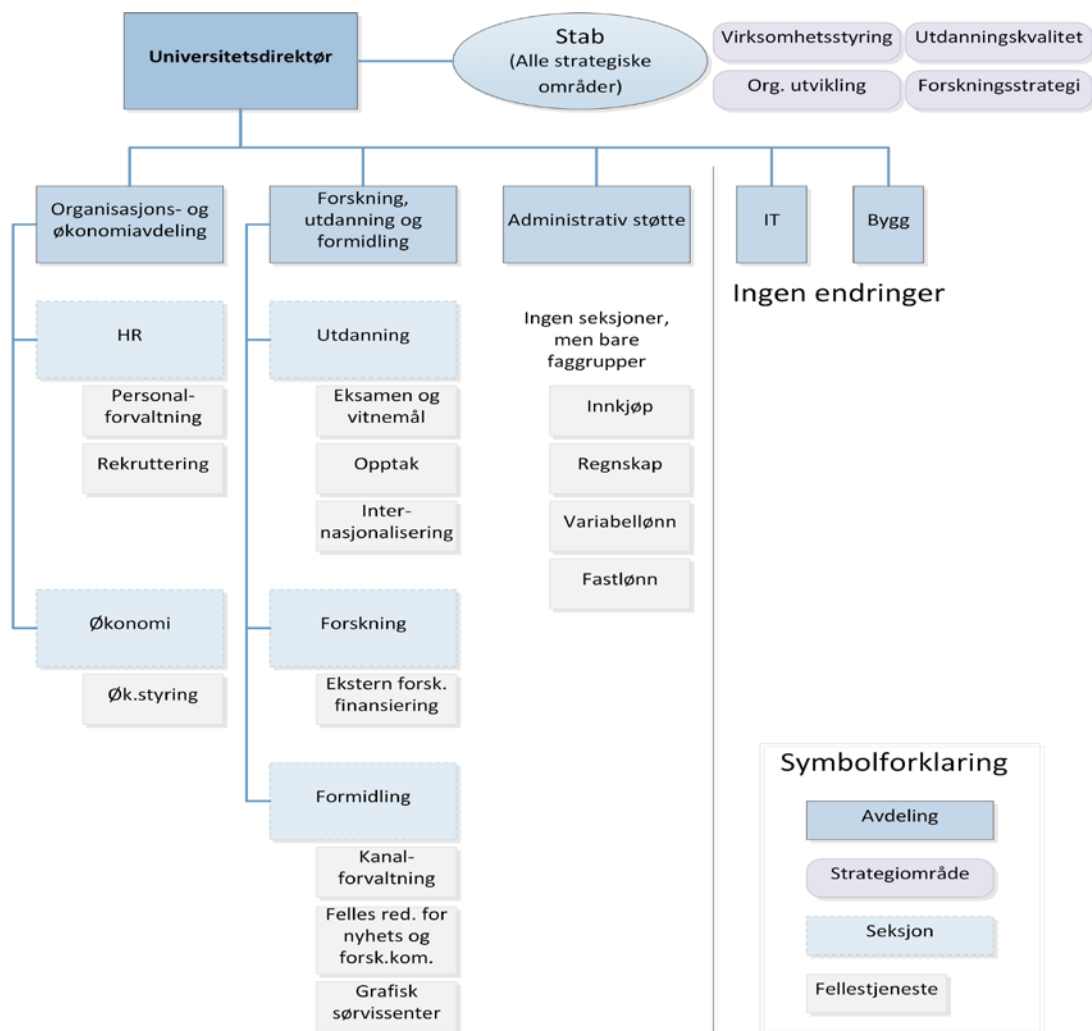 Universitetsdirektør
Stab
(Alle strategiske
områder)
Virksomhetsstyring
Utdanningskvalitet
Org. utvikling
Forskningsstrategi
Organisasjons- og
økonomiavdeling
Forskning,
utdanning og
formidling
Administrativ støtte
IT
Bygg
Ingen endringer
HR
Personal-
forvaltning
Rekruttering
Økonomi
Øk.styring
Utdanning
Eksamen og
vitnemål
Opptak
Inter-
nasjonalisering
Forskning
Ekstern forsk.
finansiering
Formidling
Kanal-
forvaltning
Felles red. for
nyhets og
forsk.kom.
Grafisk
sørvissenter
Ingen seksjoner,
men bare
faggrupper
Innkjøp
Regnskap
Variabellønn
Fastlønn
Symbolforklaring
Avdeling
Strategiområde
Seksjon
Fellestjeneste